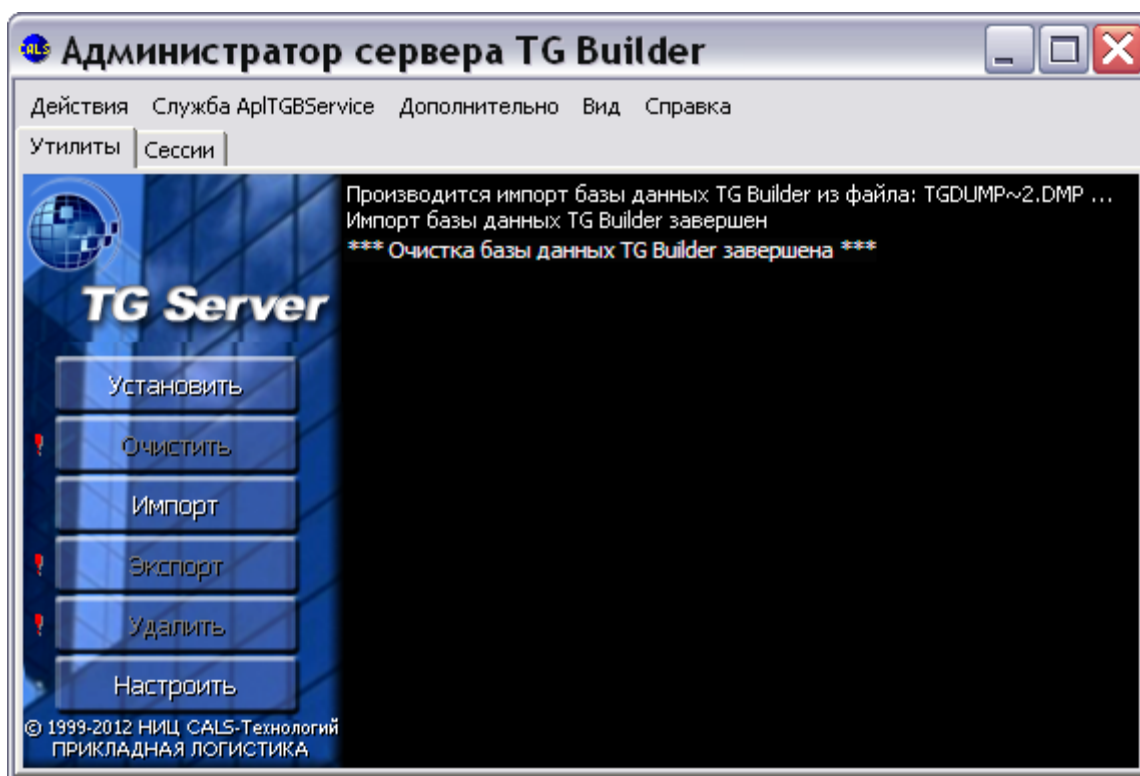 CALS Администратор сервера TG Builder
Действия Служба AplTGBService Дополнительно Вид Справка
Утилиты Сессии
Производится импорт базы данных TG Builder из файла: TGDUMP~2.DMP ...
Импорт базы данных TG Builder завершен
*** Очистка базы данных TG Builder завершена ***
TG Server
Установить
! Очистить
Импорт
! Экспорт
! Удалить
Настроить
© 1999-2012 НИЦ CALS-Технологий
ПРИКЛАДНАЯ ЛОГИСТИКА